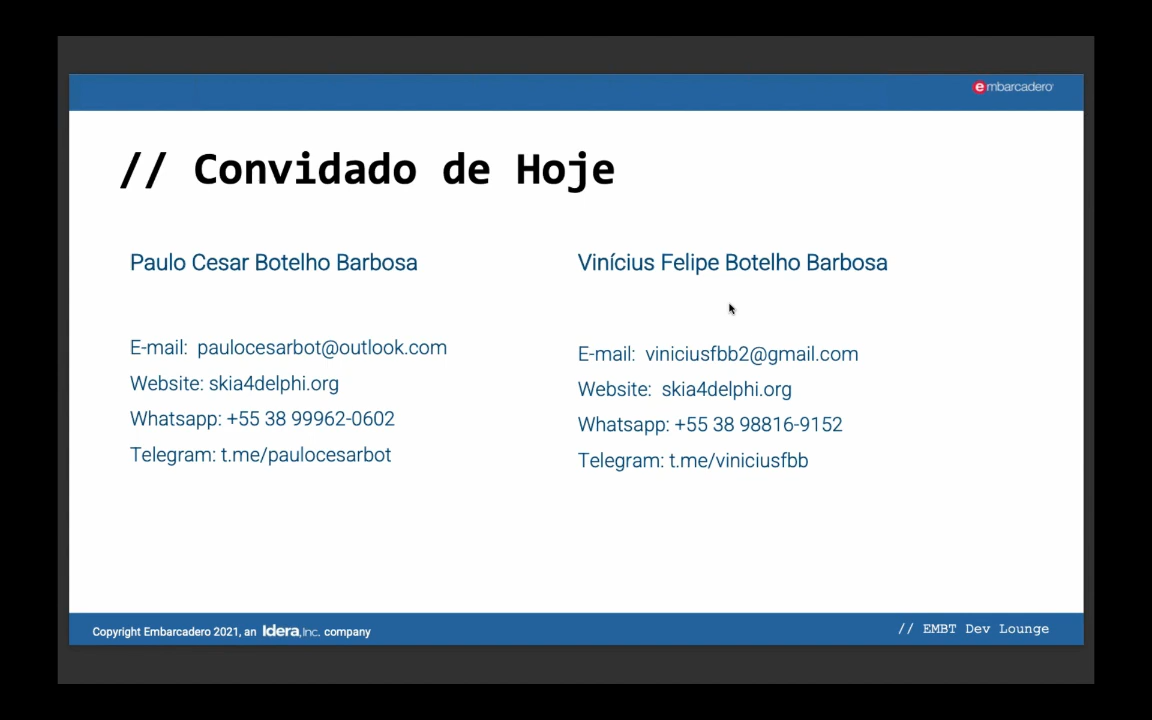 embarcadero
// Convidado de Hoje
Paulo Cesar Botelho Barbosa
E-mail: paulocesarbot@outlook.com
Website: skia4delphi.org
Whatsapp: +55 38 99962-0602
Telegram: t.me/paulocesarbot
Vinícius Felipe Botelho Barbosa
E-mail: viniciusfbb2@gmail.com
Website: skia4delphi.org
Whatsapp: +55 38 98816-9152
Telegram: t.me/viniciusfbb
Copyright Embarcadero 2021, an Idera, Inc. company
// EMBT Dev Lounge